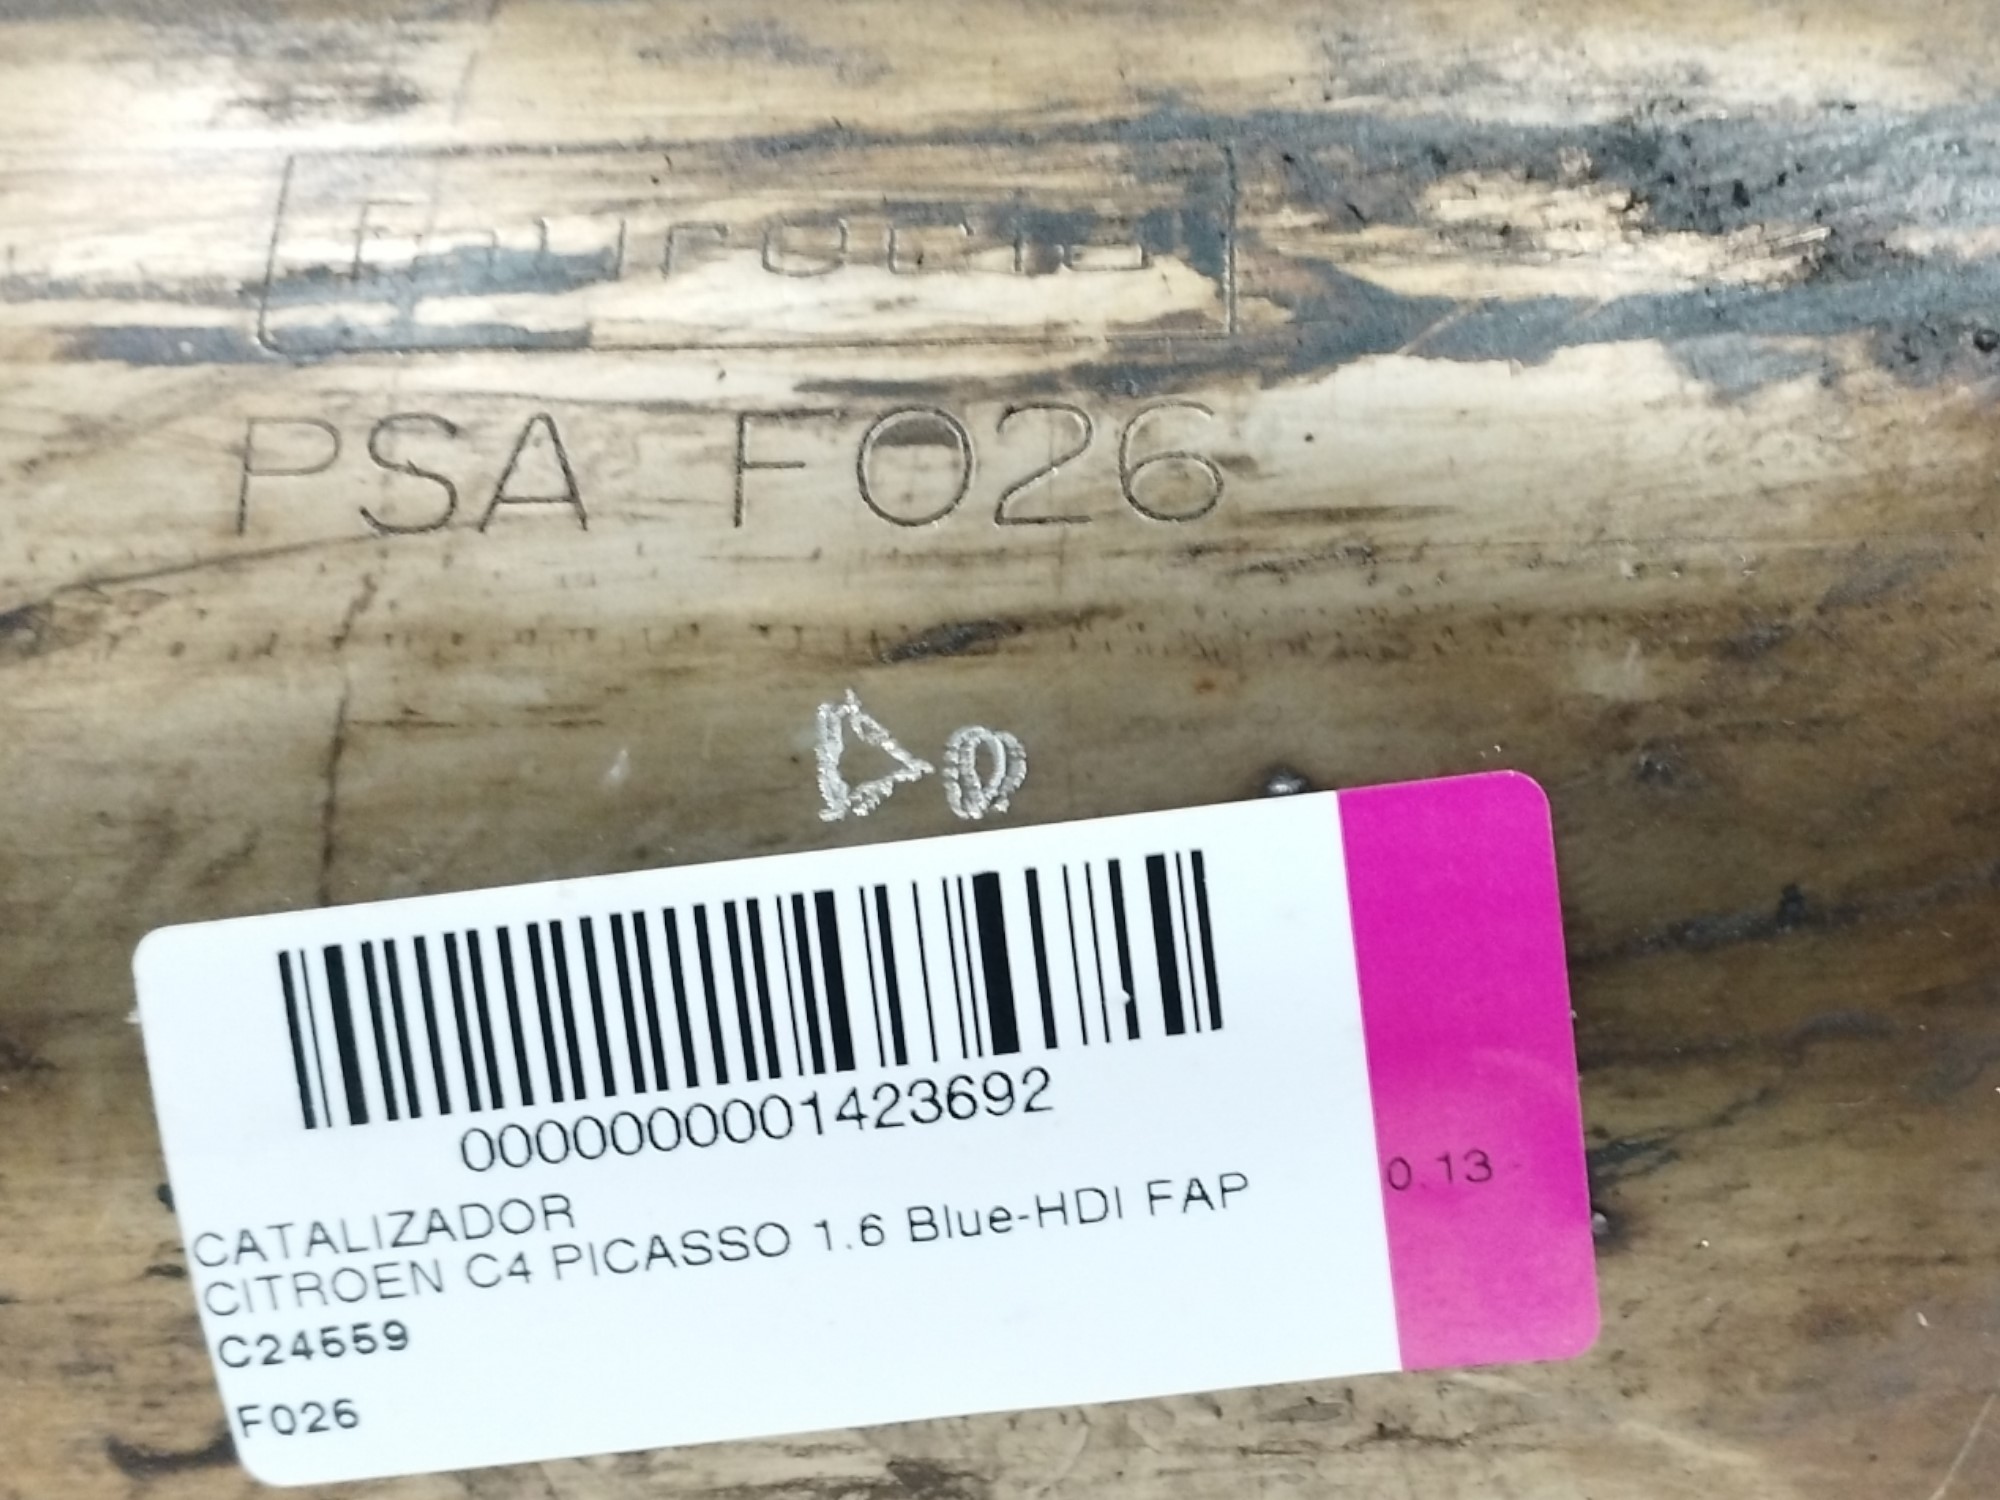 Faurecia
PSA F026
0000000001423692
CATALIZADOR
CITROEN C4 PICASSO 1.6 Blue-HDI FAP
0.13
C24559
F026